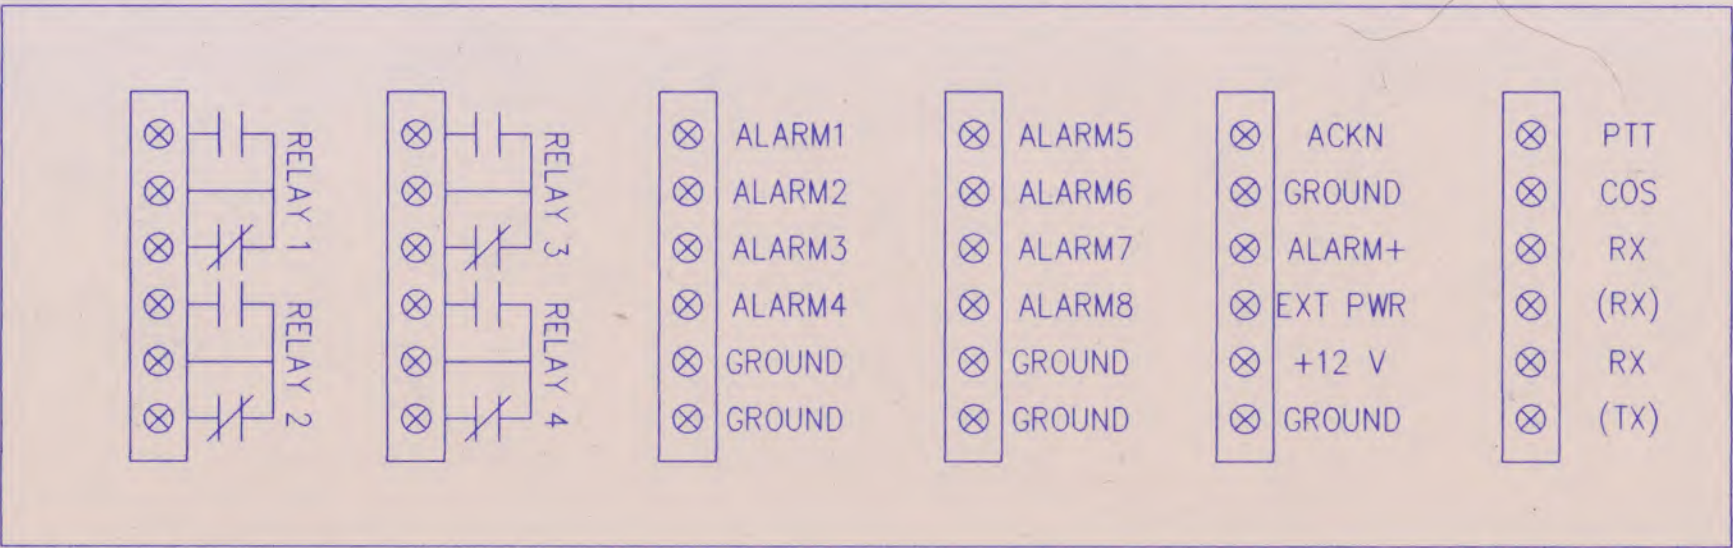 RELAY 1
RELAY 2
RELAY 3
RELAY 4
ALARM1
ALARM2
ALARM3
ALARM4
GROUND
GROUND
ALARM5
ALARM6
ALARM7
ALARM8
GROUND
GROUND
ACKN
GROUND
ALARM+
EXT PWR
+12 V
GROUND
PTT
COS
RX
(RX)
RX
(TX)